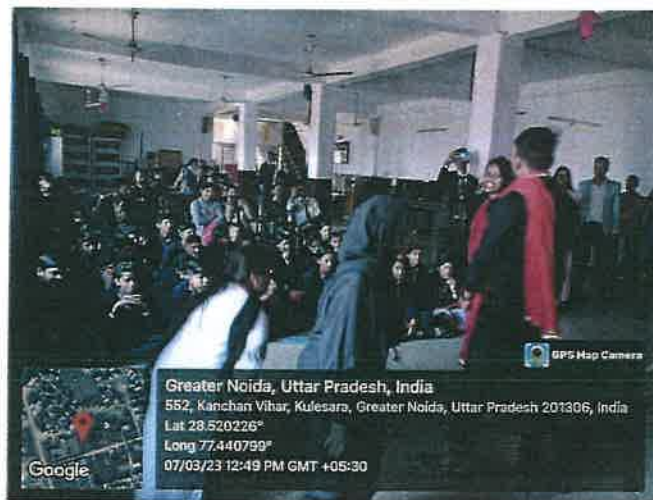 GPS Map Camera
Greater Noida, Uttar Pradesh, India
552, Kanchan Vihar, Kulesara, Greater Noida, Uttar Pradesh 201306, India
Lat 28.520226°
Long 77.440799°
07/03/23 12:49 PM GMT +05:30
Google